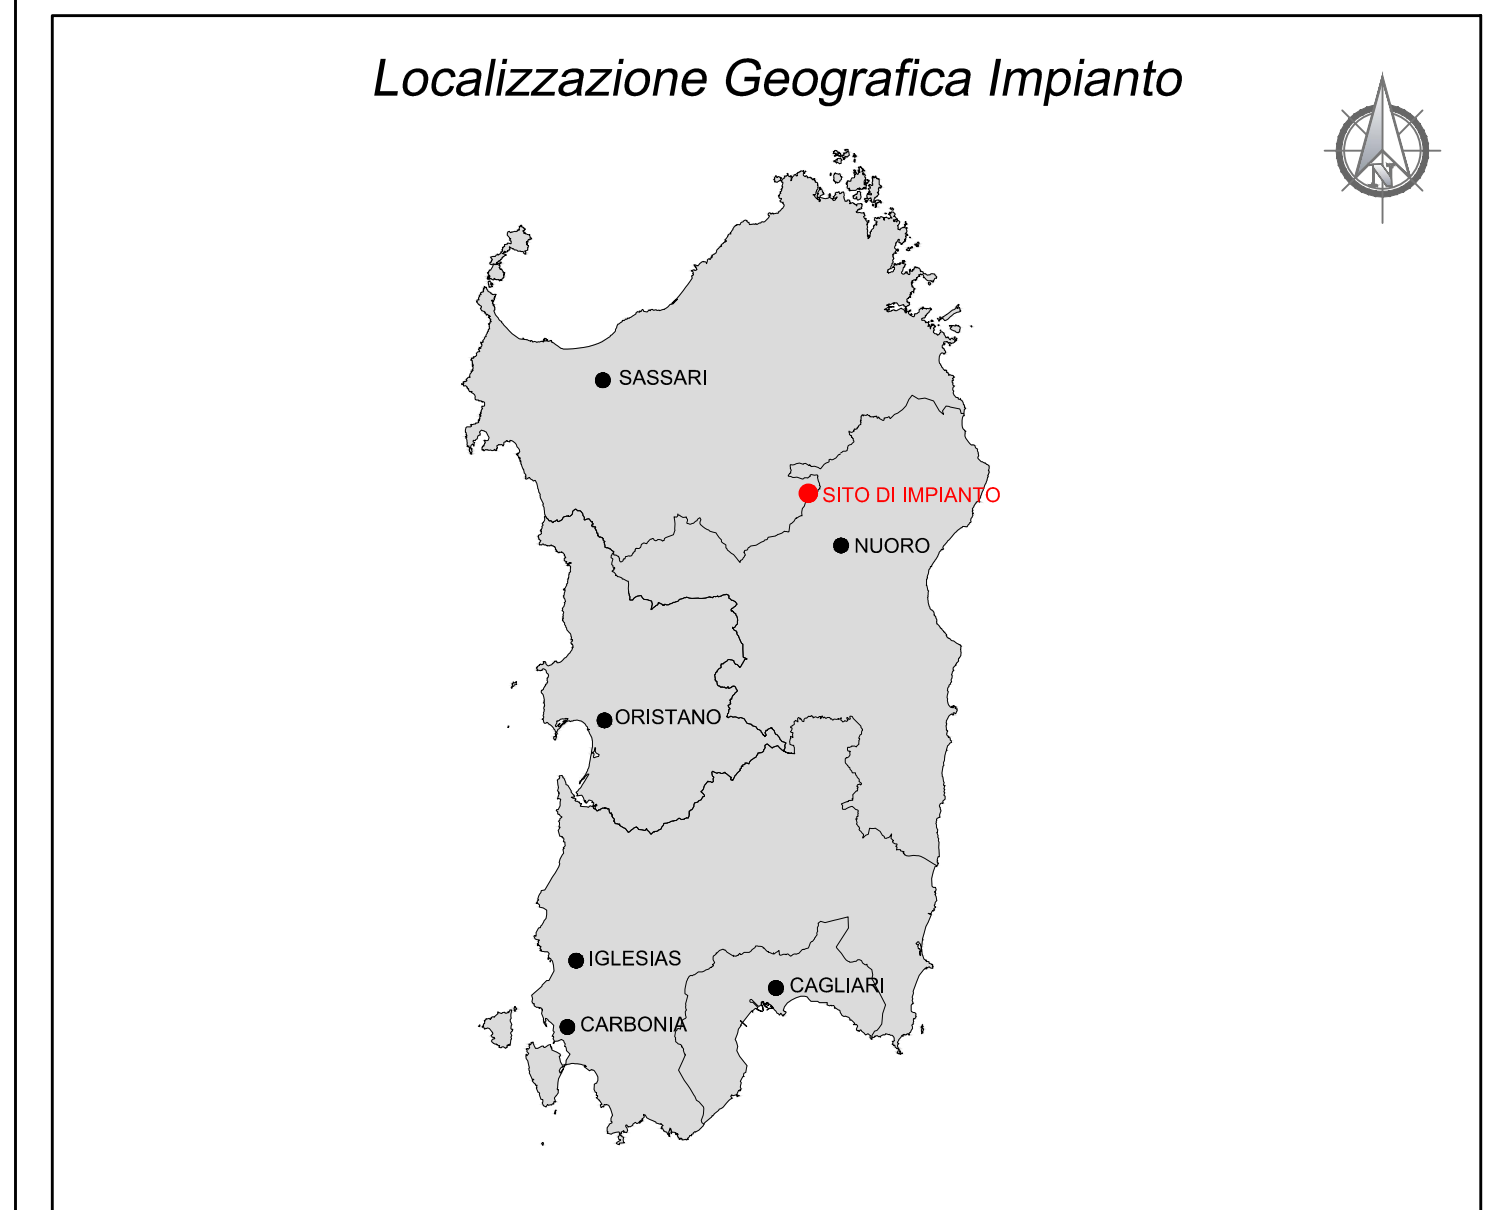 Localizzazione Geografica Impianto
N
SASSARI
SITO DI IMPIANTO
NUORO
ORISTANO
IGLESIAS
CAGLIARI
CARBONIA